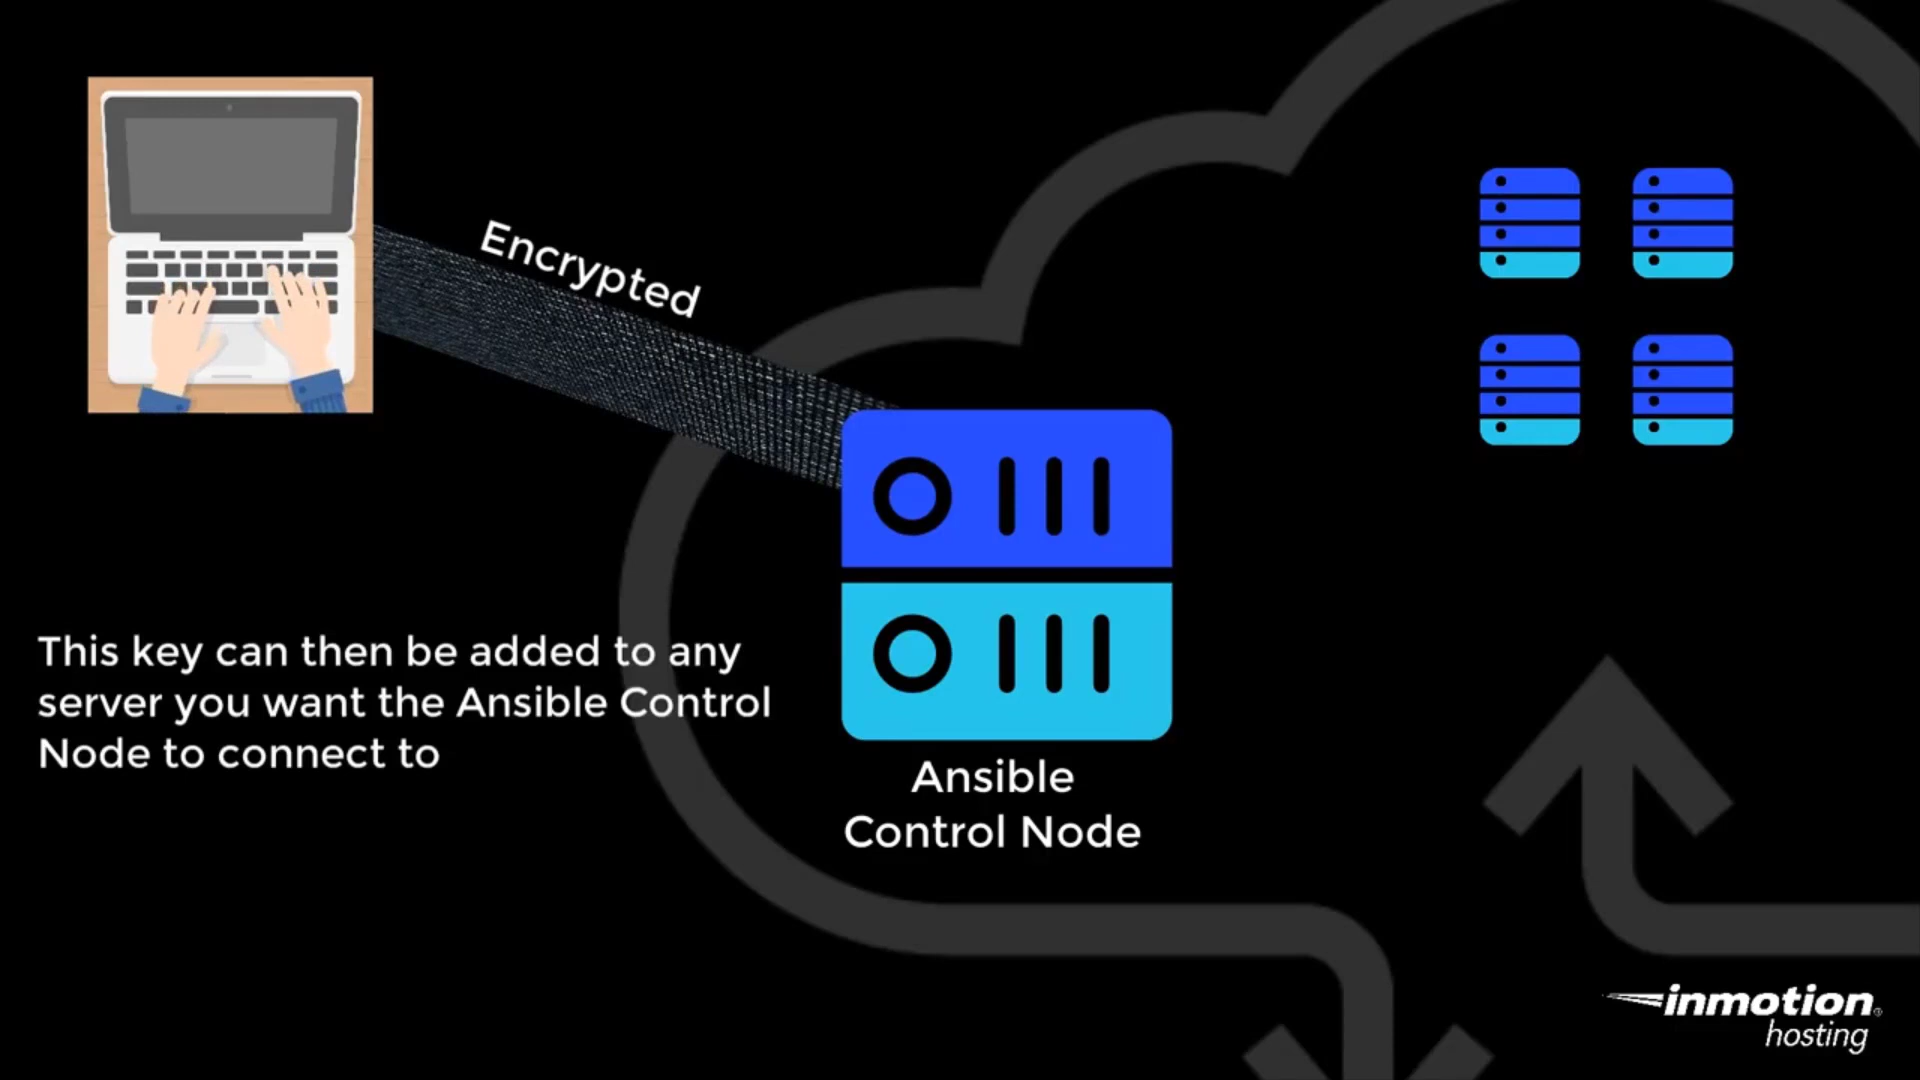 Encrypted
This key can then be added to any
server you want the Ansible Control
Node to connect to
Ansible
Control Node
inmotion
hosting